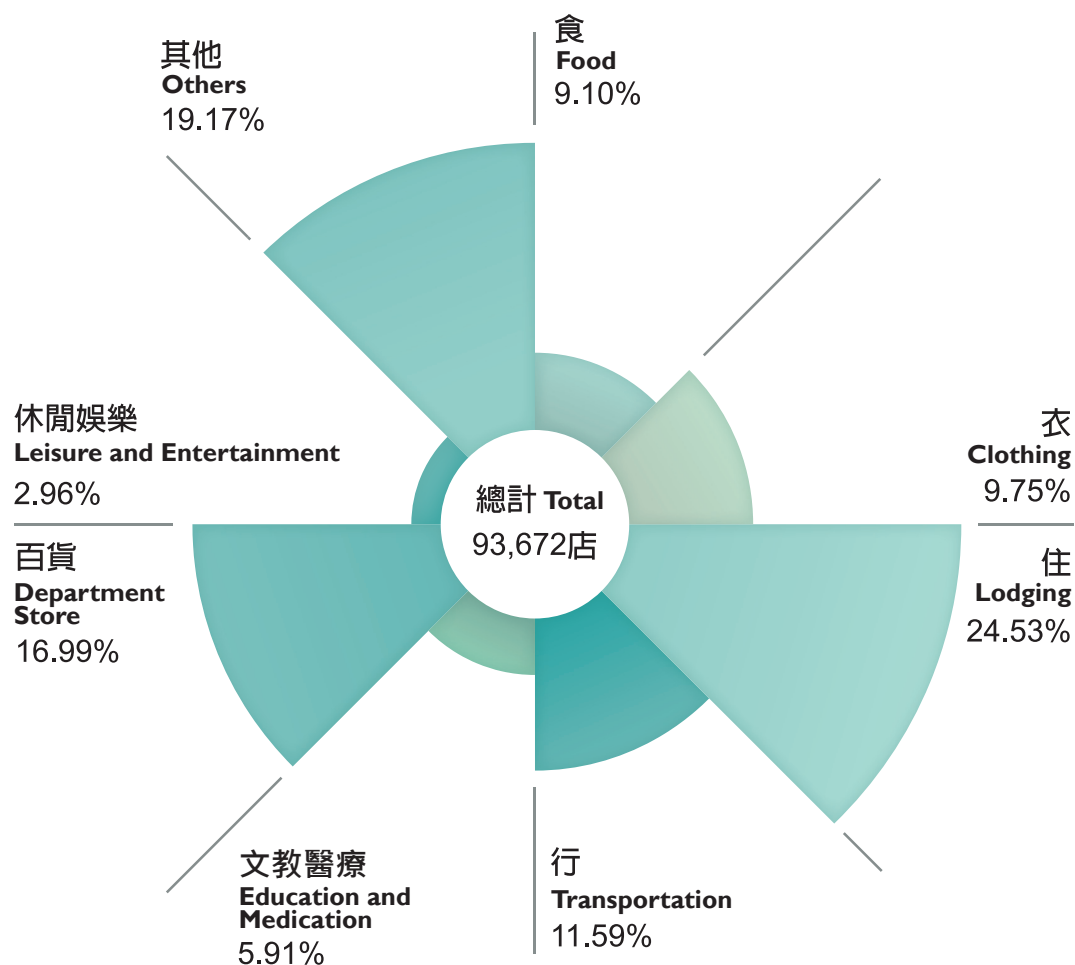 食
Food
9.10%
衣
Clothing
9.75%
住
Lodging
24.53%
行
Transportation
11.59%
文教醫療
Education and
Medication
5.91%
百貨
Department
Store
16.99%
休閒娛樂
Leisure and Entertainment
2.96%
其他
Others
19.17%
總計 Total
93,672店